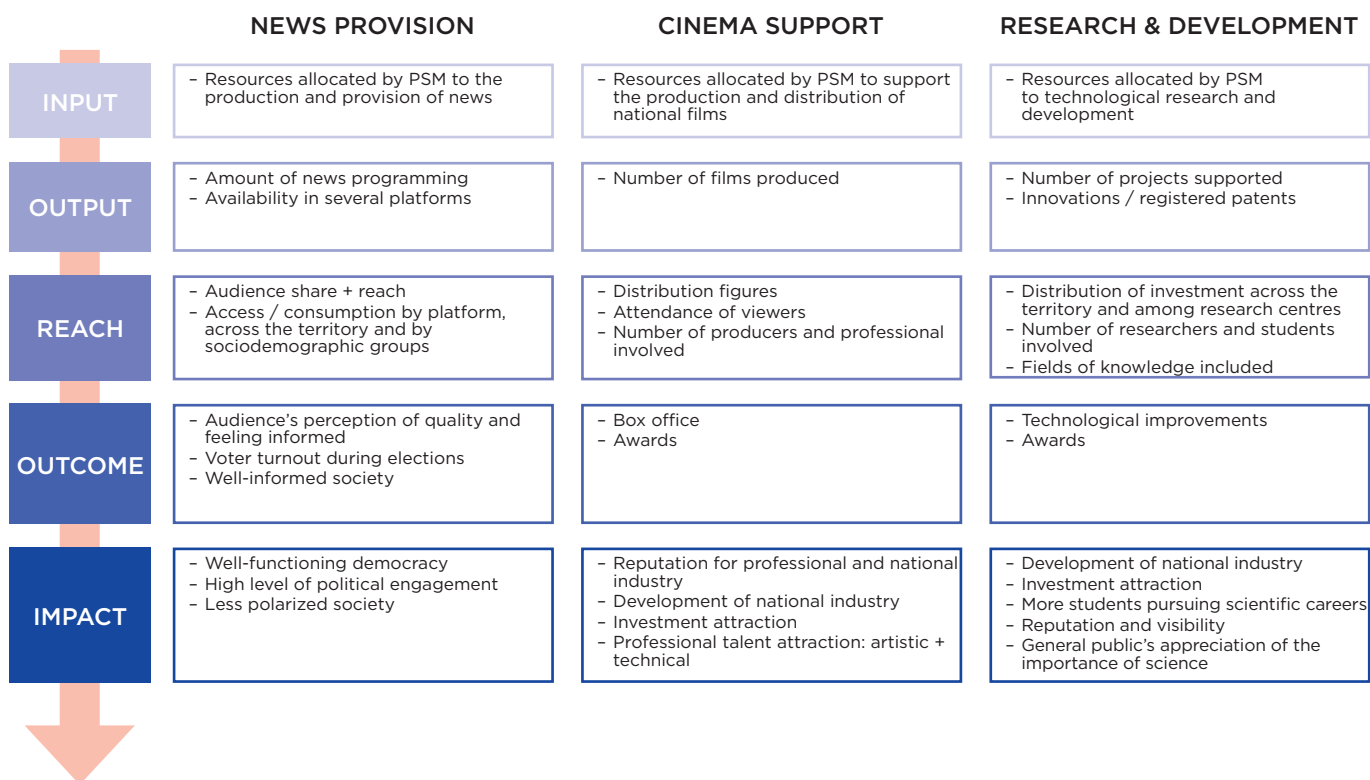 NEWS PROVISION
CINEMA SUPPORT
RESEARCH & DEVELOPMENT
INPUT
– Resources allocated by PSM to the
production and provision of news
– Resources allocated by PSM to support
the production and distribution of
national films
– Resources allocated by PSM
to technological research and
development
OUTPUT
– Amount of news programming
– Availability in several platforms
– Number of films produced
– Number of projects supported
– Innovations / registered patents
REACH
– Audience share + reach
– Access / consumption by platform,
across the territory and by
sociodemographic groups
– Distribution figures
– Attendance of viewers
– Number of producers and professional
involved
– Distribution of investment across the
territory and among research centres
– Number of researchers and students
involved
– Fields of knowledge included
OUTCOME
– Audience's perception of quality and
feeling informed
– Voter turnout during elections
– Well-informed society
– Box office
– Awards
– Technological improvements
– Awards
IMPACT
– Well-functioning democracy
– High level of political engagement
– Less polarized society
– Reputation for professional and national
industry
– Development of national industry
– Investment attraction
– Professional talent attraction: artistic +
technical
– Development of national industry
– Investment attraction
– More students pursuing scientific careers
– Reputation and visibility
– General public's appreciation of the
importance of science